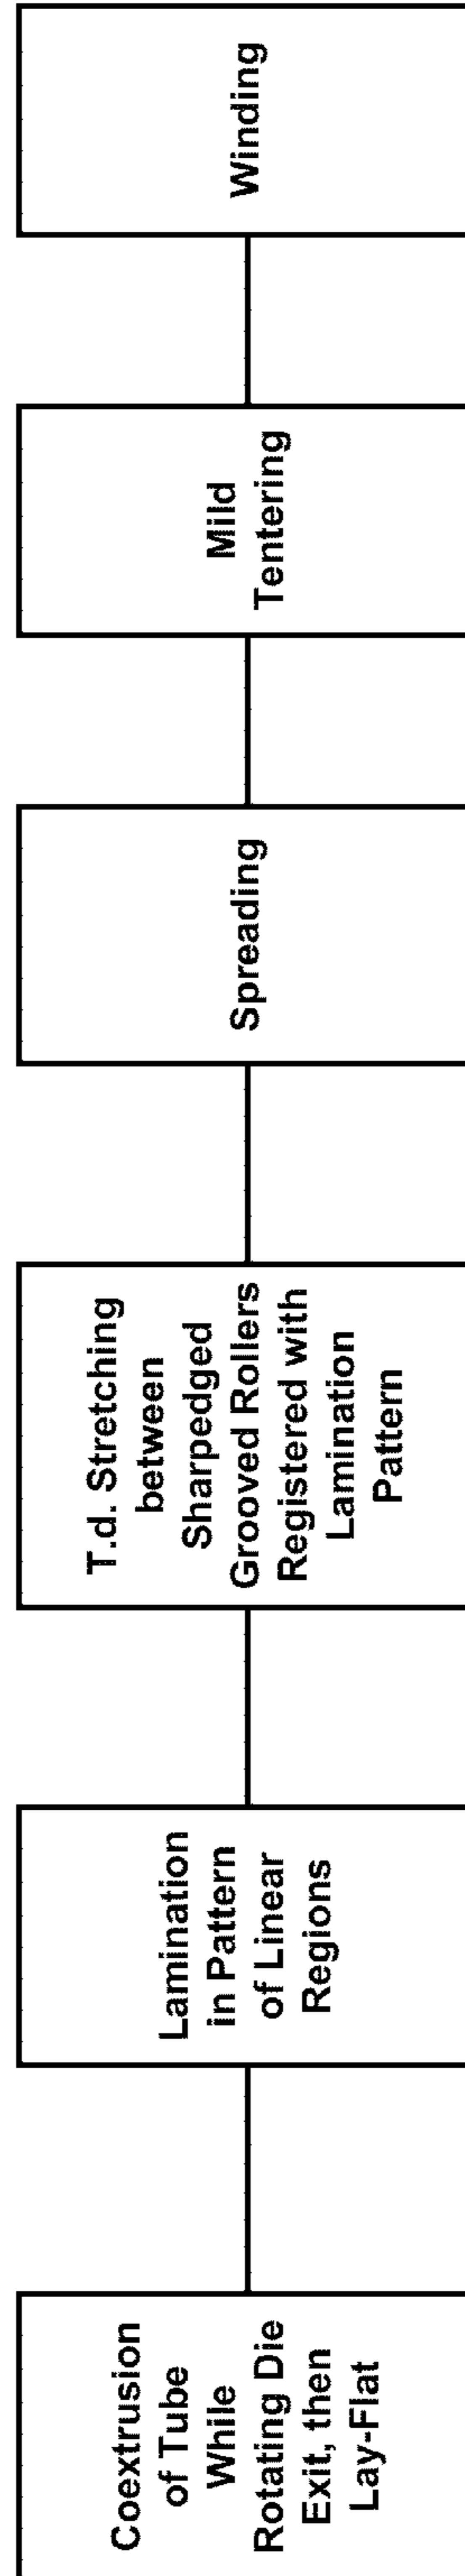 Coextrusion
of Tube
While
Rotating Die
Exit, then
Lay-Flat
Lamination
in Pattern
of Linear
Regions
T.d. Stretching
between
Sharpedged
Grooved Rollers
Registered with
Lamination
Pattern
Spreading
Mild
Tentering
Winding